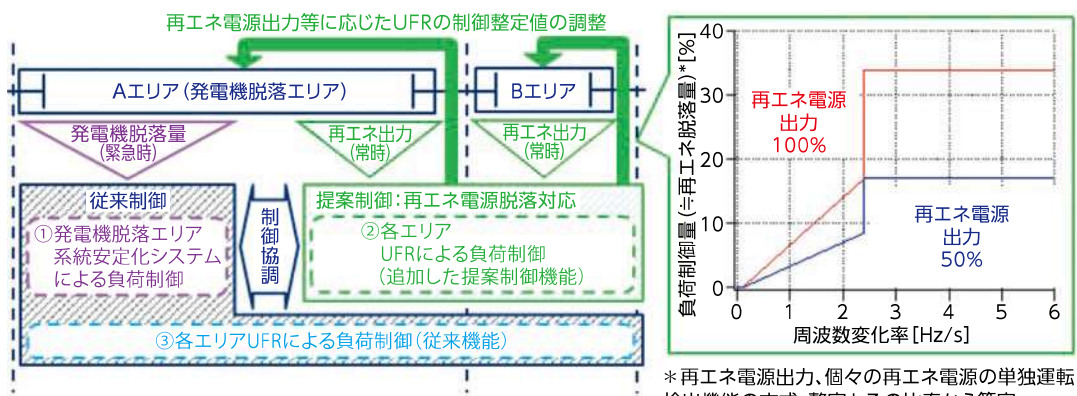 再エネ電源出力等に応じたUFRの制御整定値の調整
Aエリア（発電機脱落エリア）
Bエリア
発電機脱落量
（緊急時）
再エネ出力
（常時）
再エネ出力
（常時）
従来制御
①発電機脱落エリア
系統安定化システム
による負荷制御
制御協調
提案制御：再エネ電源脱落対応
②各エリア
UFRによる負荷制御
（追加した提案制御機能）
③各エリアUFRによる負荷制御（従来機能）
負荷制御量（≒再エネ脱落量）*[%]
40
30
20
10
0
再エネ電源
出力
100%
再エネ電源
出力
50%
0 1 2 3 4 5 6
周波数変化率[Hz/s]
＊再エネ電源出力、個々の再エネ電源の単独運転